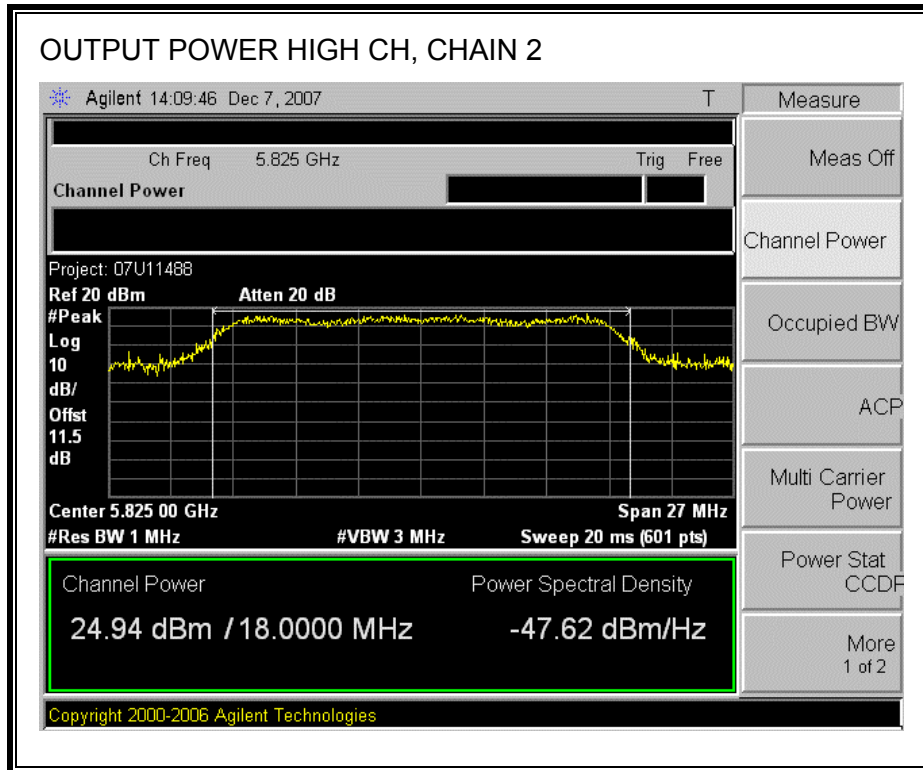 OUTPUT POWER HIGH CH, CHAIN 2
Agilent 14:09:46 Dec 7, 2007 T
Measure
Ch Freq 5.825 GHz Trig Free
Channel Power
Project: 07U11488
Ref 20 dBm Atten 20 dB
#Peak
Log
10
dB/
Offst
11.5
dB
Center 5.825 00 GHz Span 27 MHz
#Res BW 1 MHz #VBW 3 MHz Sweep 20 ms (601 pts)
Channel Power Power Spectral Density
24.94 dBm / 18.0000 MHz -47.62 dBm/Hz
Copyright 2000-2006 Agilent Technologies
Meas Off
Channel Power
Occupied BW
ACP
Multi Carrier
Power
Power Stat
CCDF
More
1 of 2